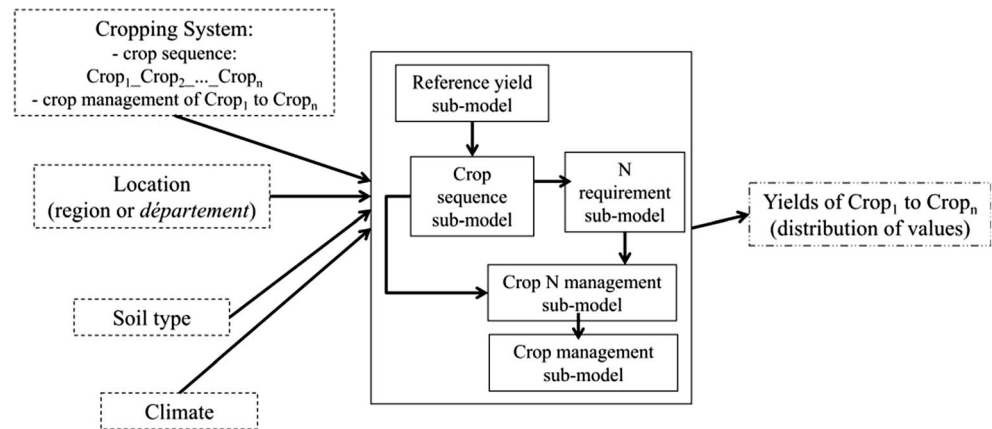 Cropping System:
- crop sequence:
Crop₁_Crop₂_..._Cropₙ
- crop management of Crop₁ to Cropₙ
Location
(region or département)
Soil type
Climate
Reference yield
sub-model
Crop
sequence
sub-model
N
requirement
sub-model
Crop N management
sub-model
Crop management
sub-model
Yields of Crop₁ to Cropₙ
(distribution of values)